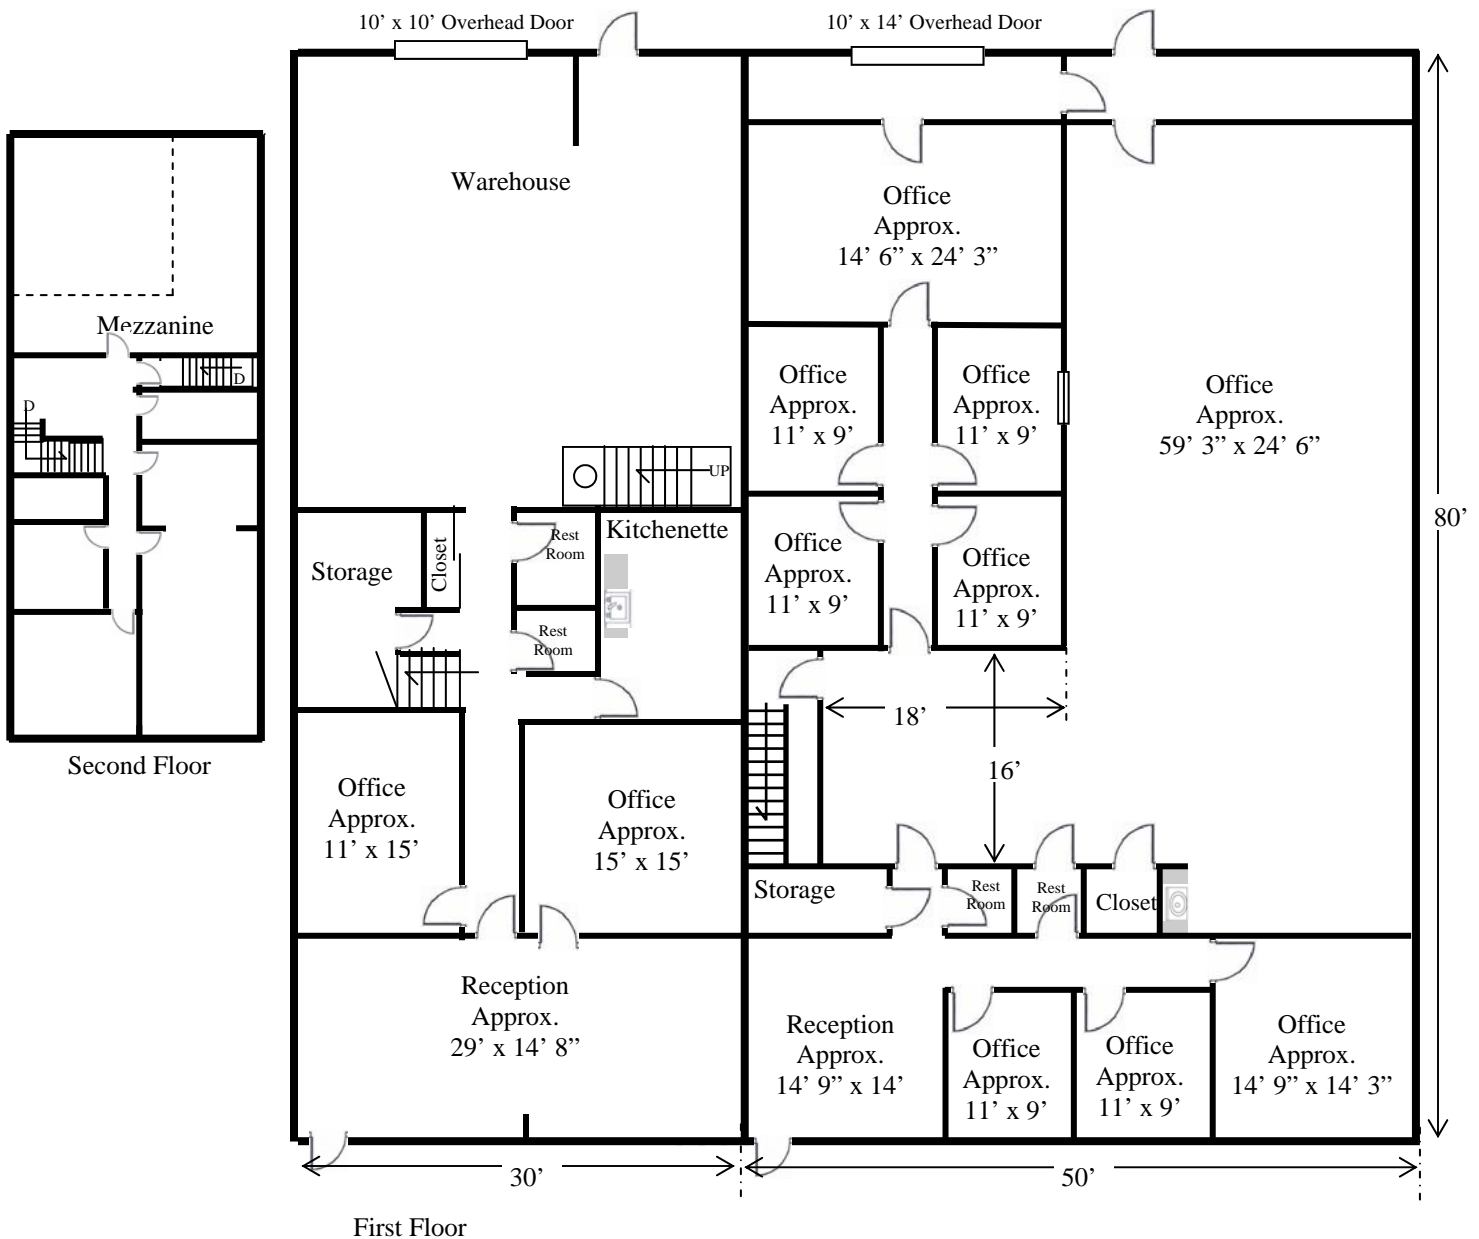 10’ x 10’ Overhead Door
10’ x 14’ Overhead Door
Warehouse
Office
Approx.
14’ 6” x 24’ 3”
Mezzanine
D
D
Second Floor
Office
Approx.
11’ x 9’
Office
Approx.
11’ x 9’
Office
Approx.
59’ 3” x 24’ 6”
80’
UP
Storage
Closet
Rest
Room
Kitchenette
Rest
Room
Office
Approx.
11’ x 9’
Office
Approx.
11’ x 9’
18’
16’
Office
Approx.
11’ x 15’
Office
Approx.
15’ x 15’
Storage
Rest
Room
Rest
Room
Closet
Reception
Approx.
29’ x 14’ 8”
Reception
Approx.
14’ 9” x 14’
Office
Approx.
11’ x 9’
Office
Approx.
11’ x 9’
Office
Approx.
14’ 9” x 14’ 3”
30’
50’
First Floor